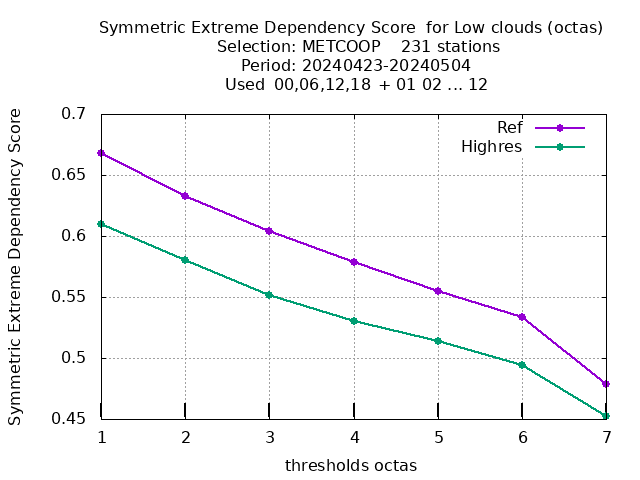 Symmetric Extreme Dependency Score  for Low clouds (octas)
Selection: METCOOP    231 stations
Period: 20240423-20240504
Used  00,06,12,18 + 01 02 ... 12
Symmetric Extreme Dependency Score
0.7
0.65
0.6
0.55
0.5
0.45
Ref
Highres
1 2 3 4 5 6 7
thresholds octas